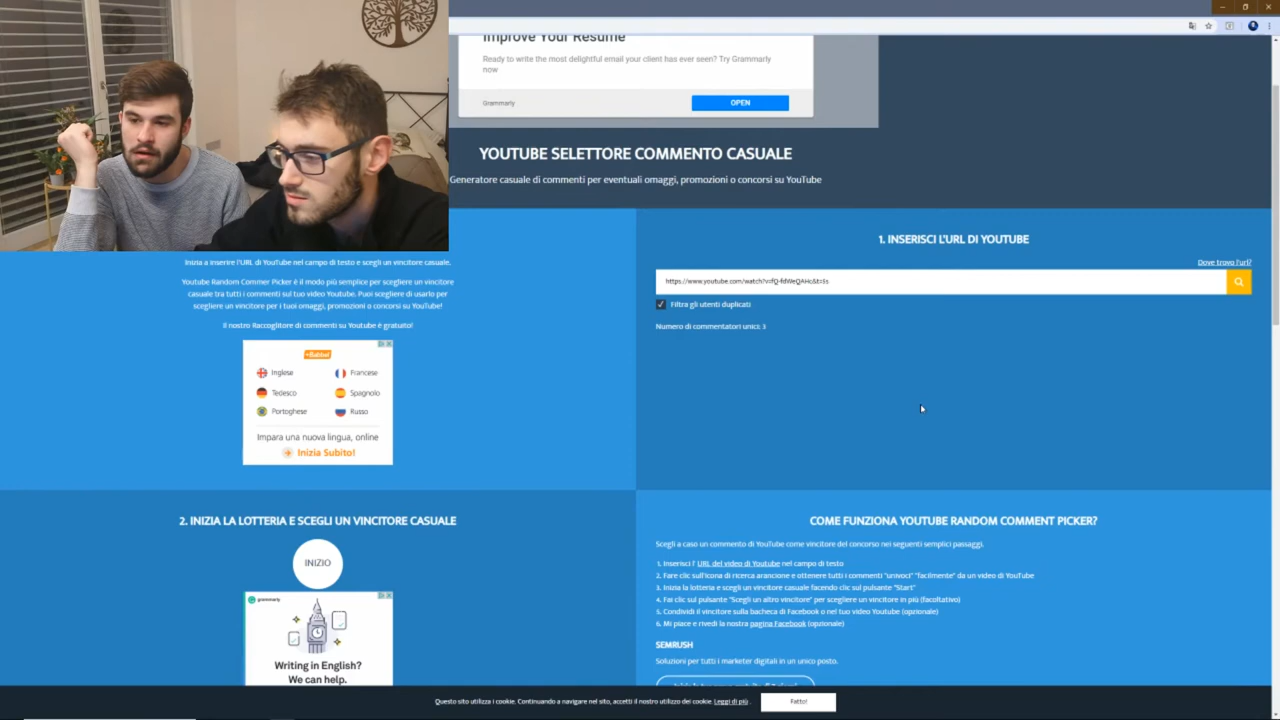 Improve Your Resume
Ready to write the most delightful email your client has ever seen? Try Grammarly
now
Grammarly
OPEN
YOUTUBE SELETTORE COMMENTO CASUALE
Generatore casuale di commenti per eventuali omaggi, promozioni o concorsi su YouTube
Inizia a inserire l'URL di YouTube nel campo di testo e scegli un vincitore casuale.
Youtube Random Commer Picker è il modo più semplice per scegliere un vincitore
casuale tra tutti i commenti sul tuo video Youtube. Puoi scegliere di usarlo per
scegliere un vincitore per i tuoi omaggi, promozioni o concorsi su YouTube!
Il nostro Raccoglitore di commenti su Youtube è gratuito!
+Babbel
Inglese
Francese
Tedesco
Spagnolo
Portoghese
Russo
Impara una nuova lingua, online
Inizia Subito!
1. INSERISCI L'URL DI YOUTUBE
Dove trovo l'url?
Filtra gli utenti duplicati
Numero di commentatori unici: 3
2. INIZIA LA LOTTERIA E SCEGLI UN VINCITORE CASUALE
INIZIO
grammarly
Writing in English?
We can help.
COME FUNZIONA YOUTUBE RANDOM COMMENT PICKER?
Scegli a caso un commento di YouTube come vincitore del concorso nei seguenti semplici passaggi.
1. Inserisci l' URL del video di Youtube nel campo di testo
2. Fare clic sull'icona di ricerca arancione e ottenere tutti i commenti "univoci" "facilmente" da un video di YouTube
3. Inizia la lotteria e scegli un vincitore casuale facendo clic sul pulsante "Start"
4. Fai clic sul pulsante "Scegli un altro vincitore" per scegliere un vincitore in più (facoltativo)
5. Condividi il vincitore sulla bacheca di Facebook o nel tuo video Youtube (opzionale)
6. Mi piace e rivedi la nostra pagina Facebook (opzionale)
SEMRUSH
Soluzioni per tutti i marketer digitali in un unico posto.
Questo sito utilizza i cookie. Continuando a navigare nel sito, accetti il nostro utilizzo dei cookie. Leggi di più .
Fatto!